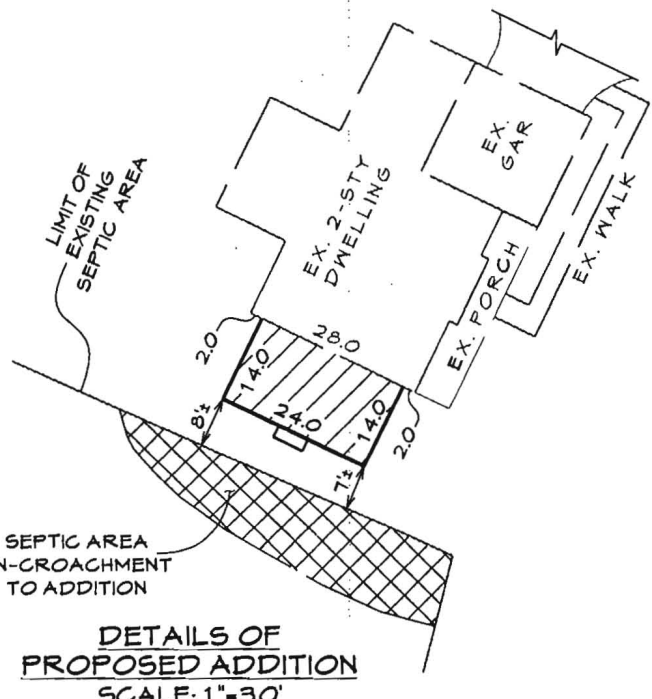 EX.
GAR
EX. WALK
EX. 2-STY
DWELLING
LIMIT OF
EXISTING
SEPTIC AREA
EX. PORCH
28.0
2.0
14.0
24.0
14.0
2.0
8'±
7'±
SEPTIC AREA
N-CROACHMENT
TO ADDITION
DETAILS OF
PROPOSED ADDITION
SCALE: 1"=30'